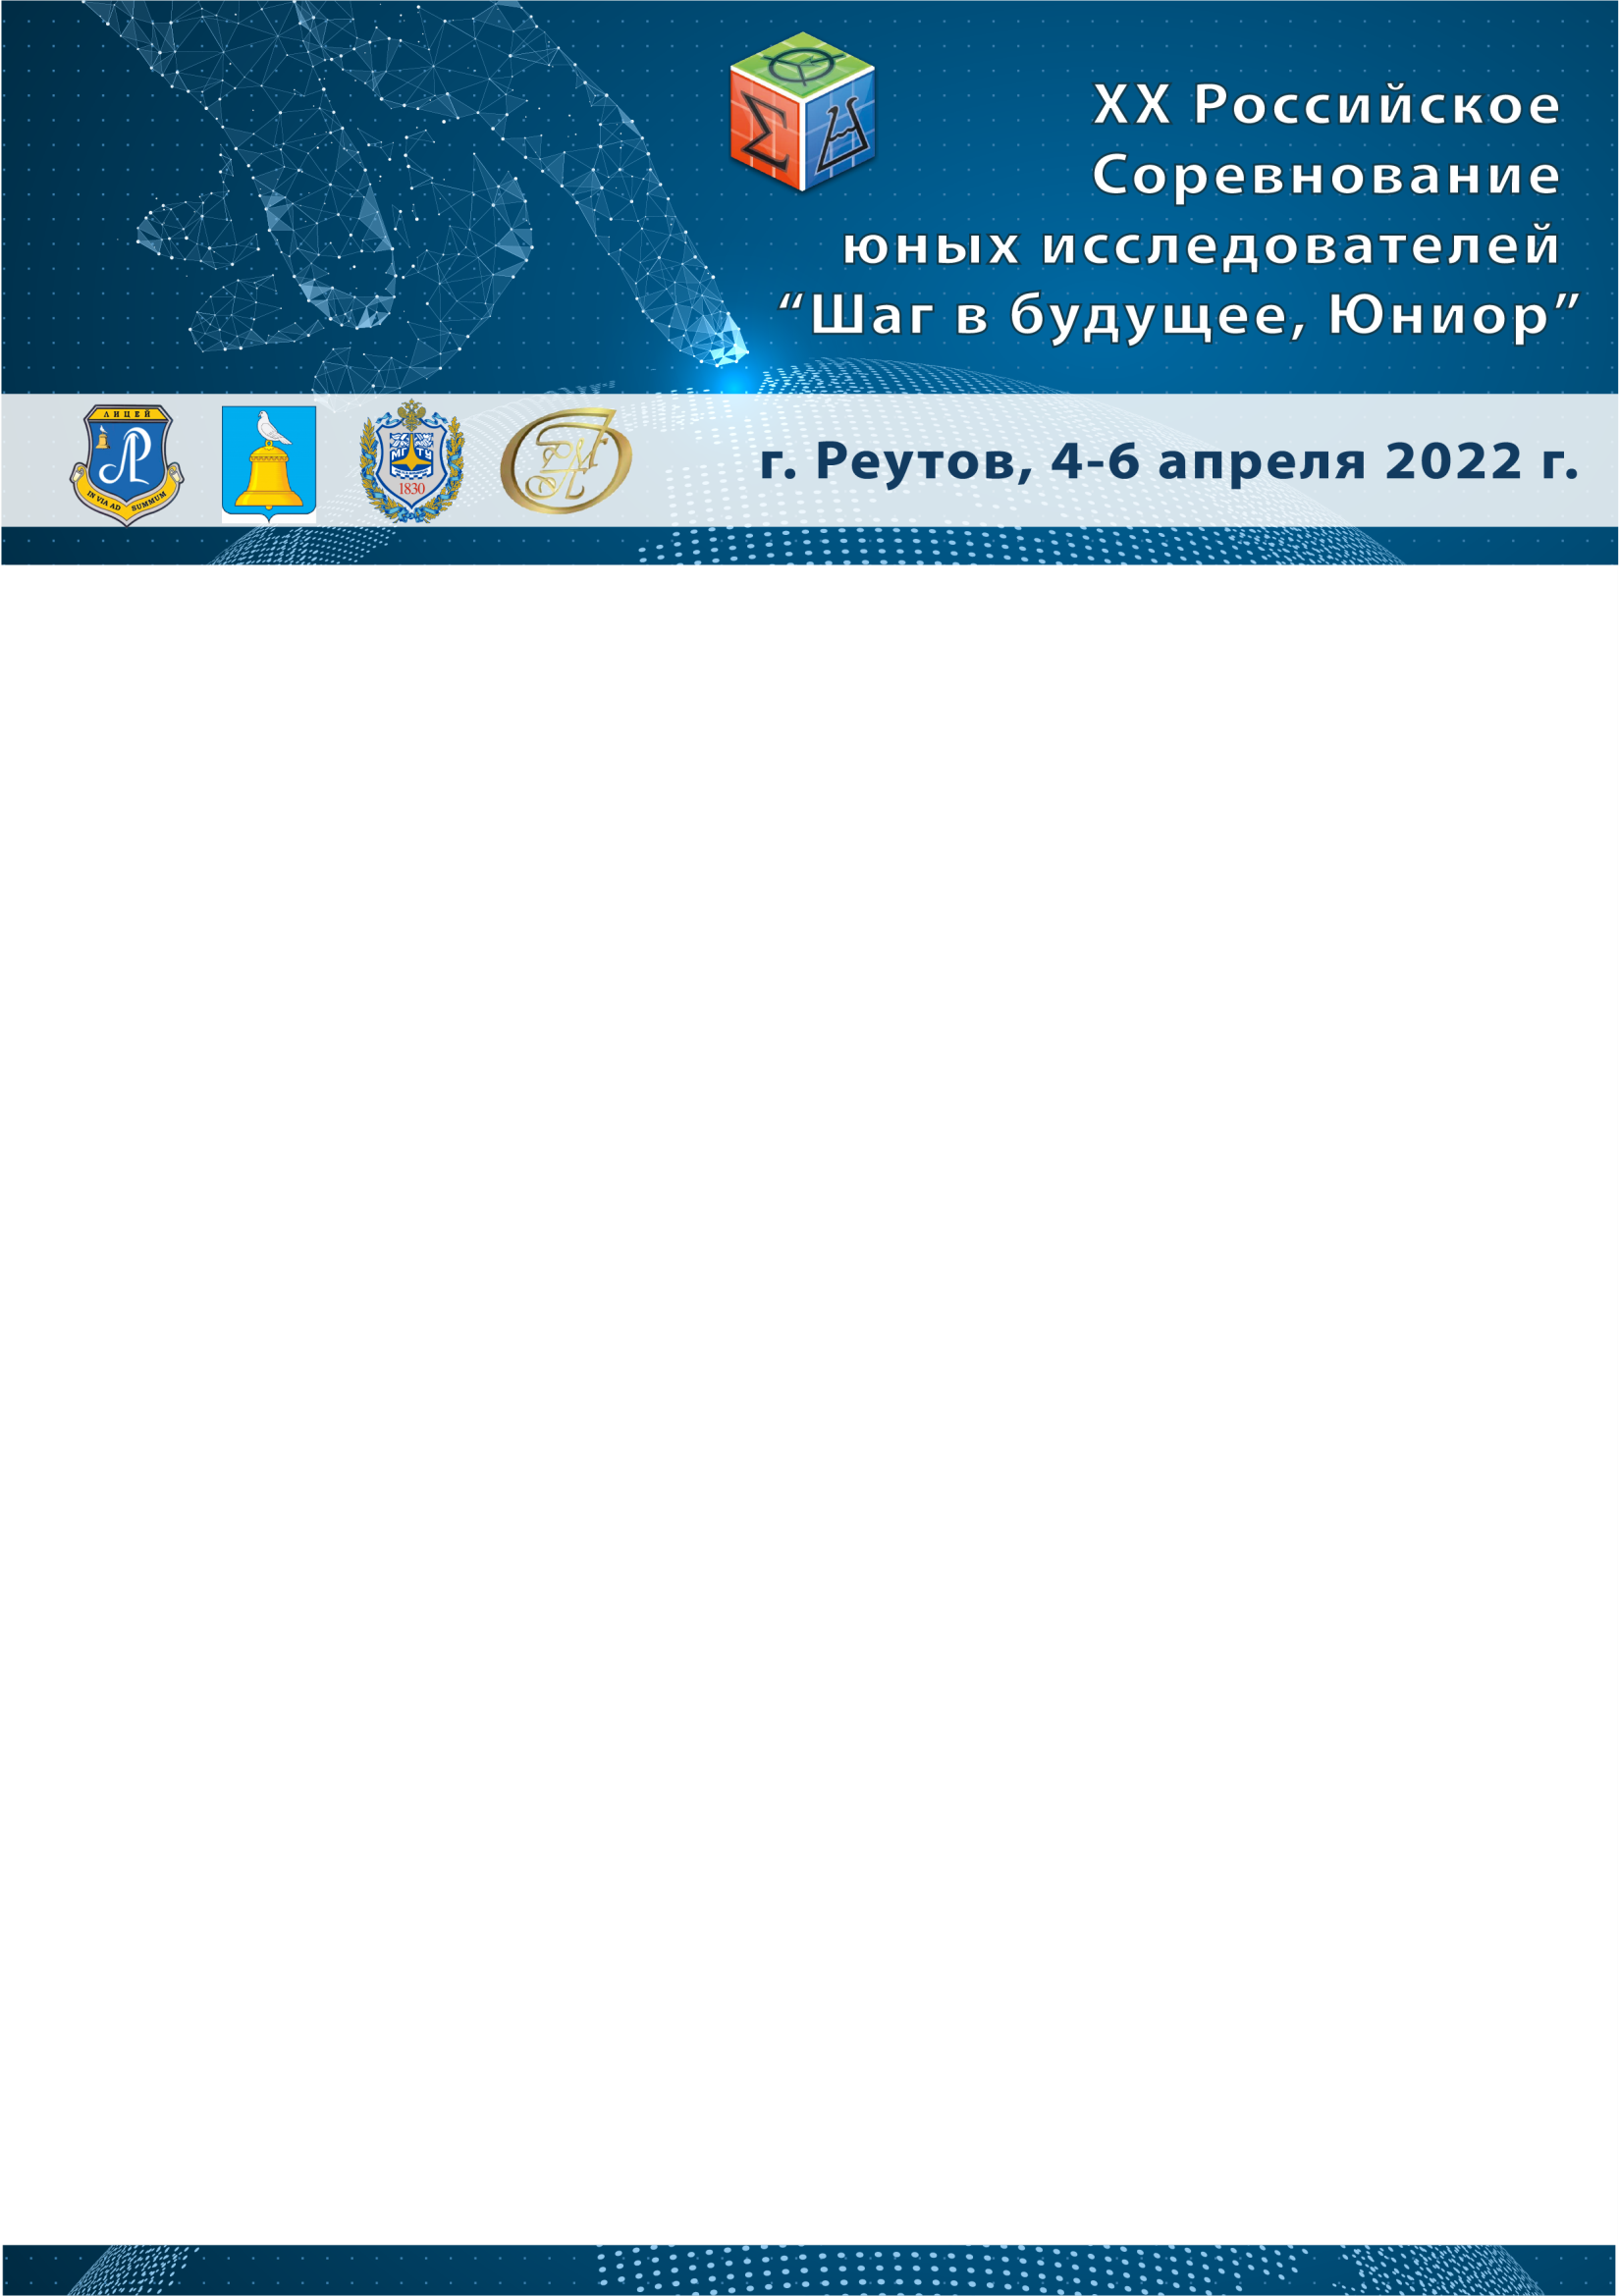 XX Российское
Соревнование
юных исследователей
“Шаг в будущее, Юниор”
ЛИЦЕЙ
IN VIA AD SUMMUM
МГТУ
1830
г. Реутов, 4-6 апреля 2022 г.